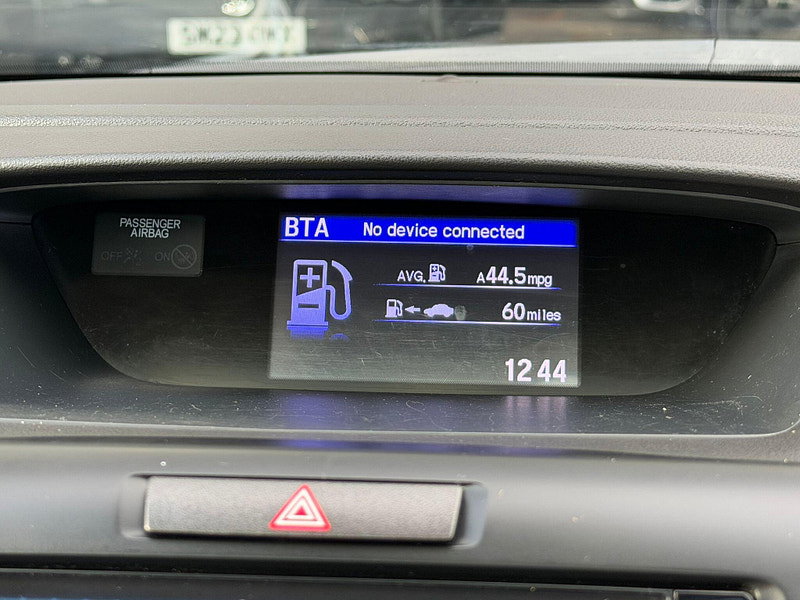 PASSENGER
AIRBAG
OFF ON
BTA No device connected
AVG. A44.5mpg
60miles
12 44